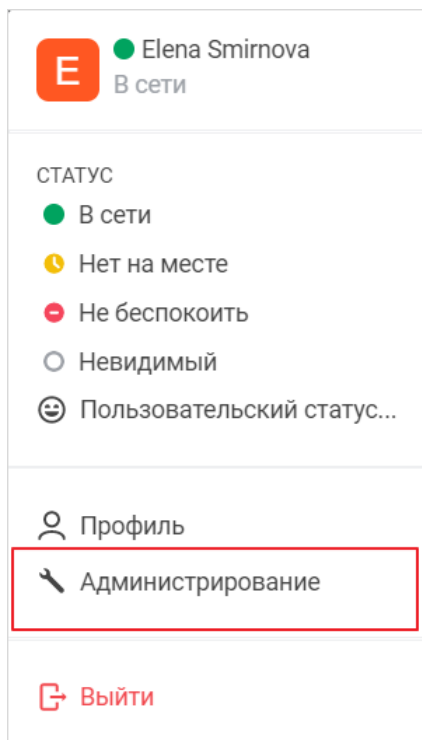 E
Elena Smirnova
В сети
СТАТУС
В сети
Нет на месте
Не беспокоить
Невидимый
Пользовательский статус...
Профиль
Администрирование
Выйти